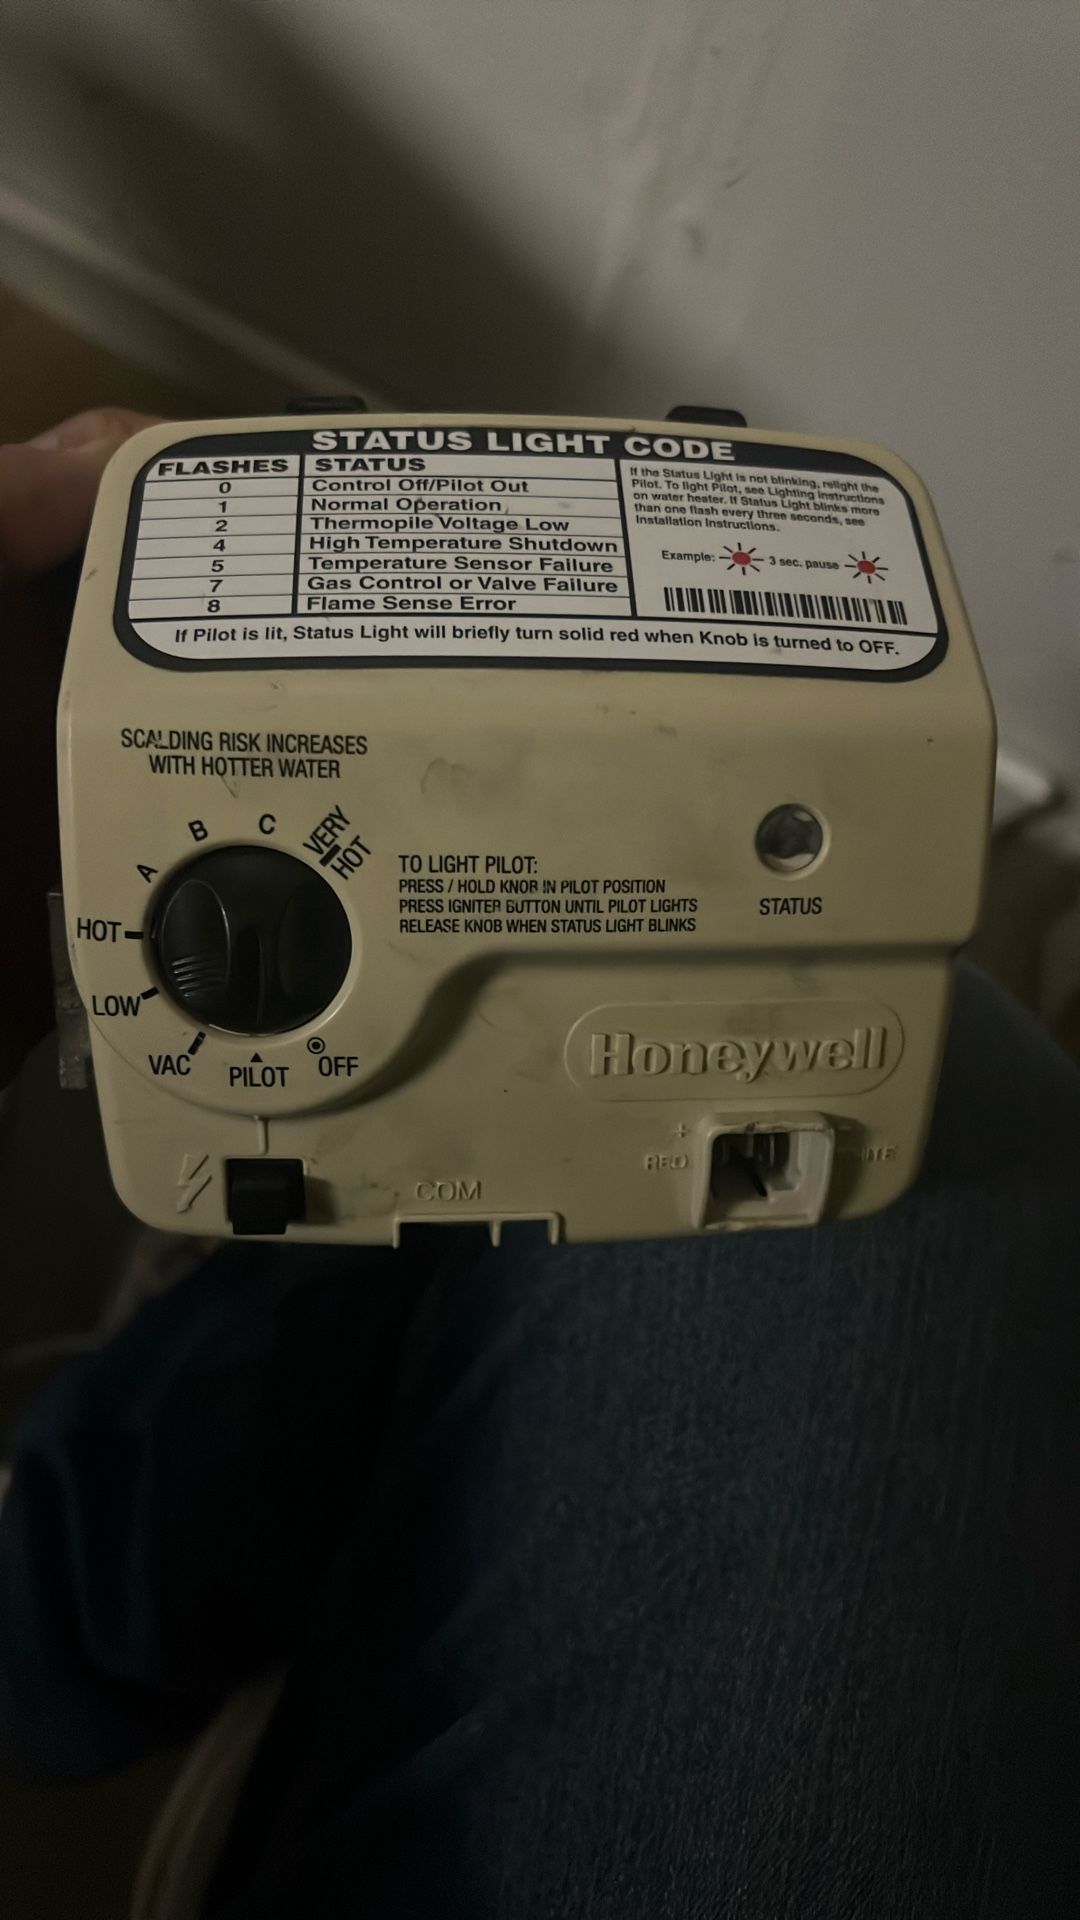 STATUS LIGHT CODE
FLASHES STATUS
0 Control Off/Pilot Out
1 Normal Operation
2 Thermopile Voltage Low
4 High Temperature Shutdown
5 Temperature Sensor Failure
7 Gas Control or Valve Failure
8 Flame Sense Error
If the Status Light is not blinking, relight the
Pilot. To light Pilot, see Lighting Instructions
on water heater. If Status Light blinks more
than one flash every three seconds, see
Installation Instructions.
Example: 3 sec. pause
If Pilot is lit, Status Light will briefly turn solid red when Knob is turned to OFF.
SCALDING RISK INCREASES
WITH HOTTER WATER
VERY
HOT
C
B
A
HOT
LOW
VAC
PILOT
OFF
TO LIGHT PILOT:
PRESS / HOLD KNOB IN PILOT POSITION
PRESS IGNITER BUTTON UNTIL PILOT LIGHTS
RELEASE KNOB WHEN STATUS LIGHT BLINKS
STATUS
Honeywell
+ -
RED WHITE
COM